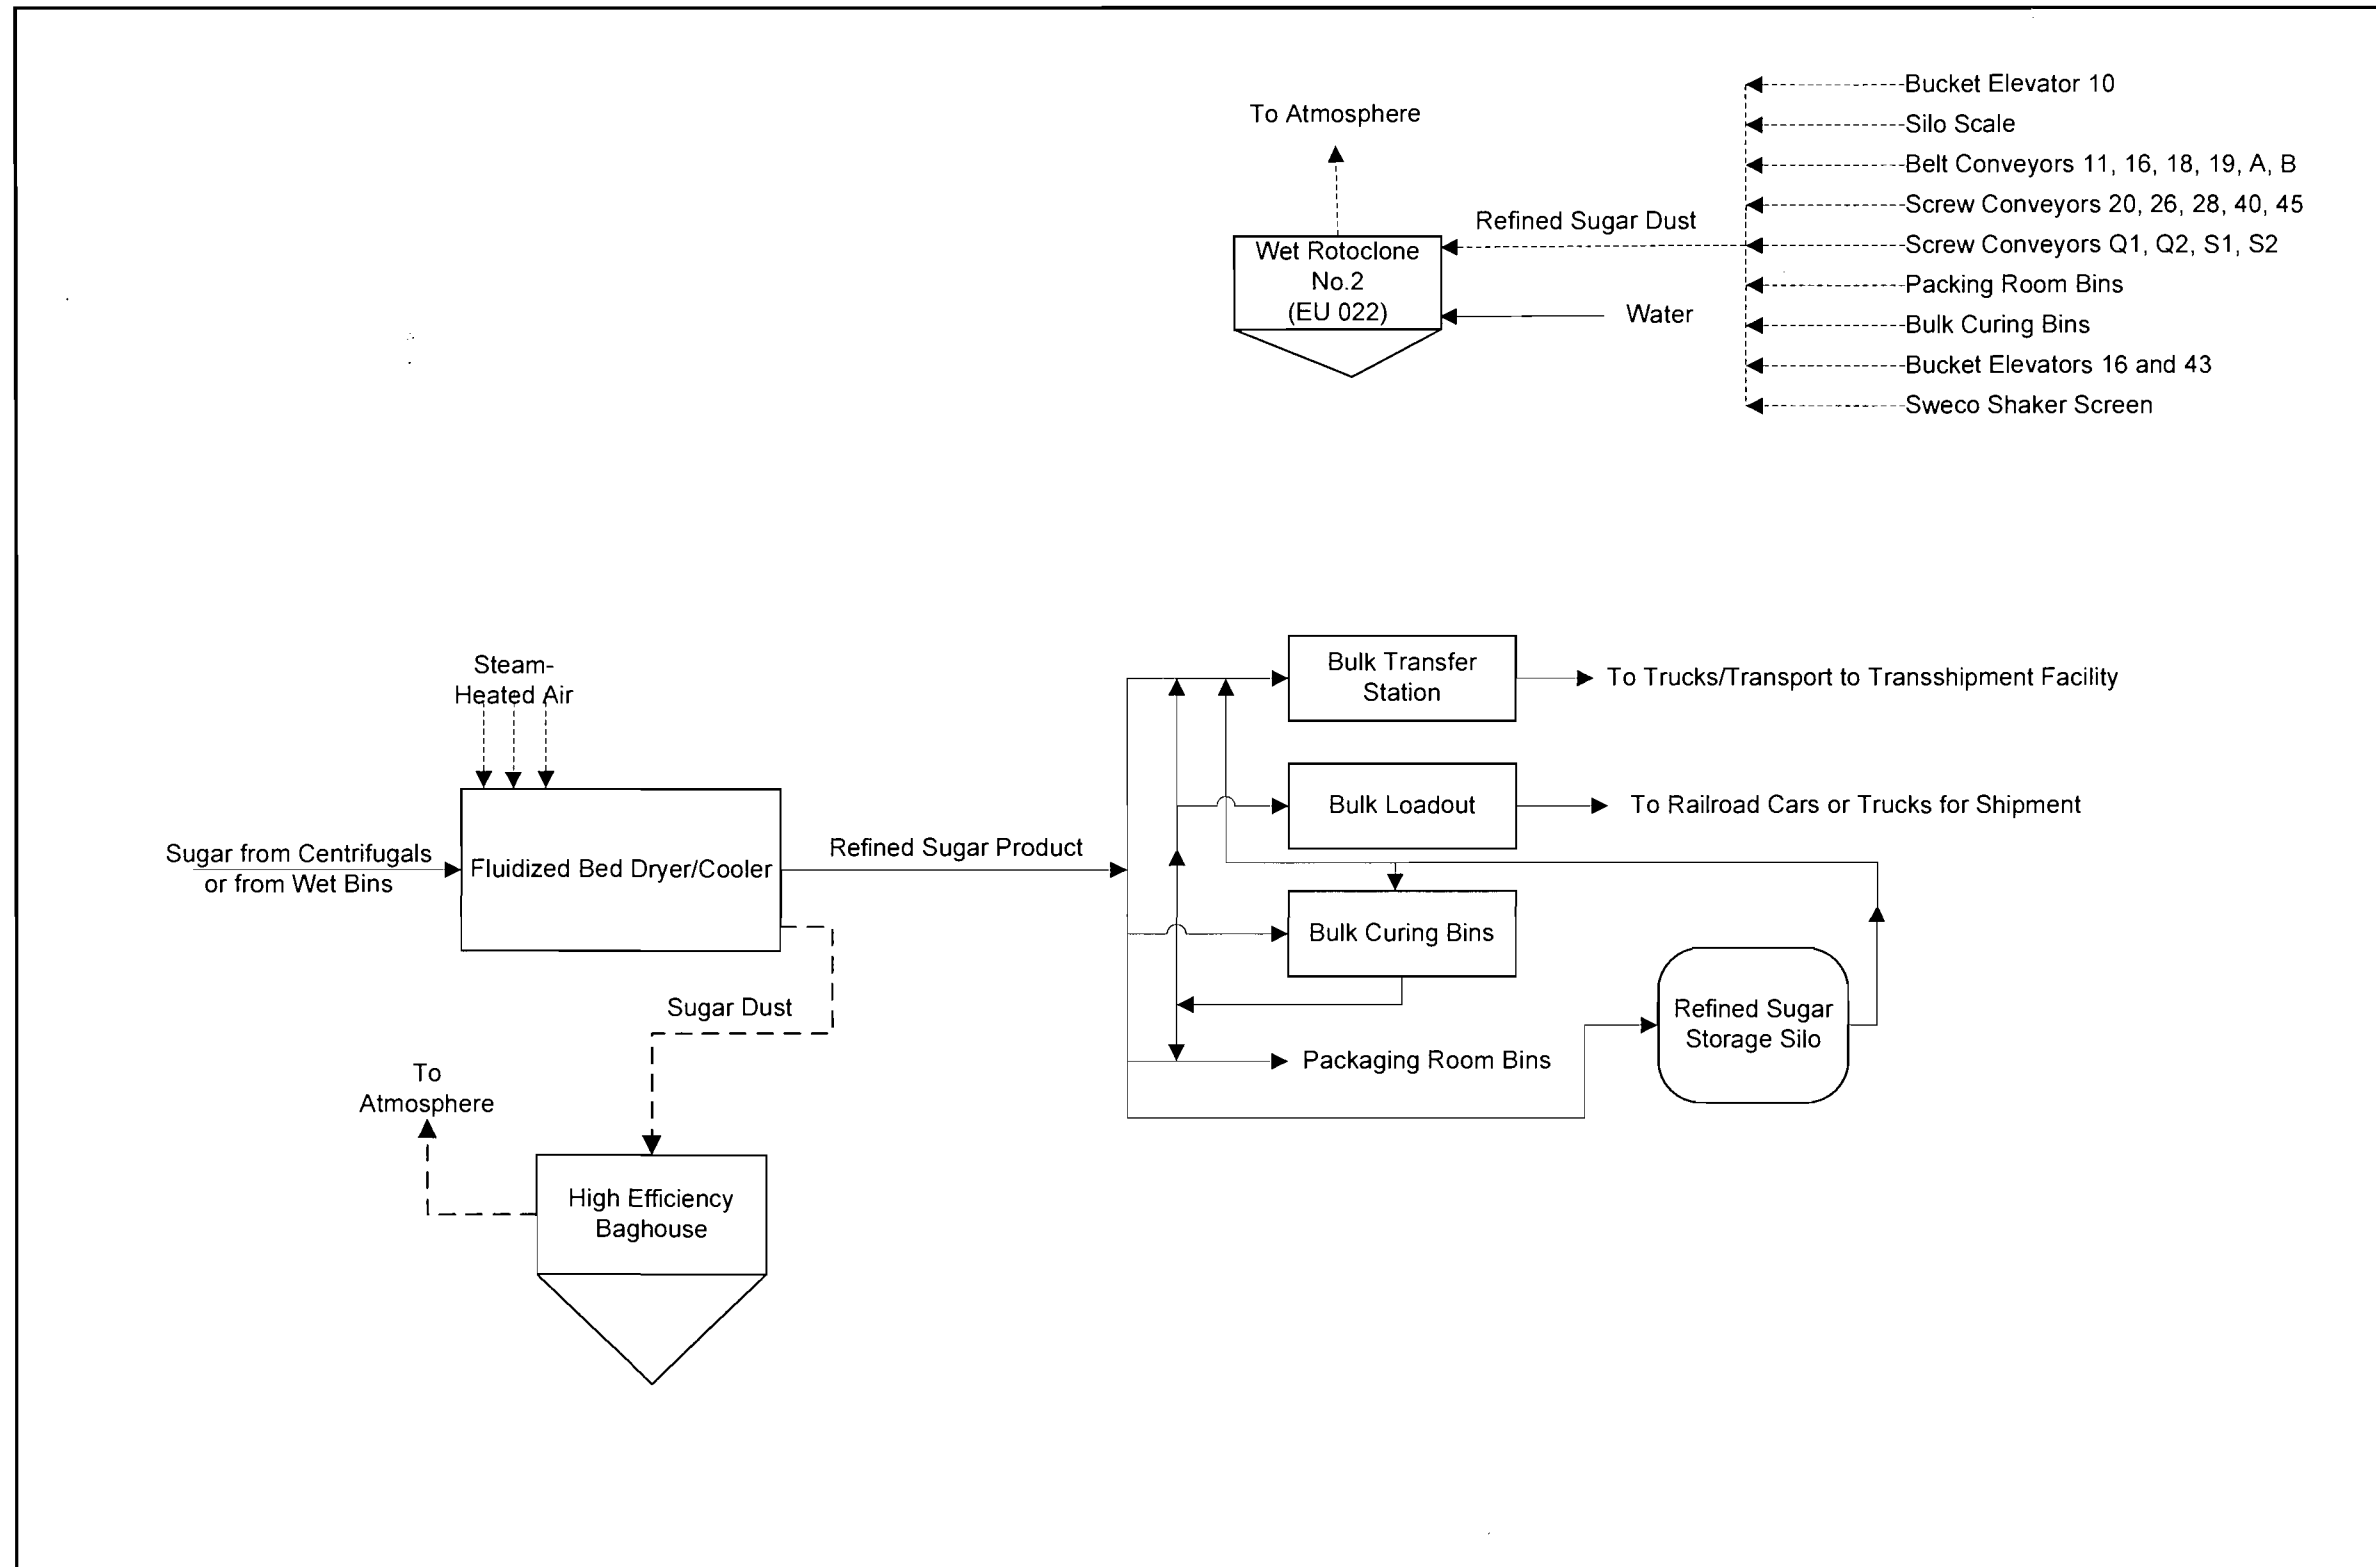 To Atmosphere
Bucket Elevator 10
Silo Scale
Belt Conveyors 11, 16, 18, 19, A, B
Screw Conveyors 20, 26, 28, 40, 45
Screw Conveyors Q1, Q2, S1, S2
Packing Room Bins
Bulk Curing Bins
Bucket Elevators 16 and 43
Sweco Shaker Screen
Refined Sugar Dust
Wet Rotoclone
No.2
(EU 022)
Water
Steam-
Heated Air
Sugar from Centrifugals
or from Wet Bins
Fluidized Bed Dryer/Cooler
Refined Sugar Product
Bulk Transfer
Station
To Trucks/Transport to Transshipment Facility
Bulk Loadout
To Railroad Cars or Trucks for Shipment
Bulk Curing Bins
Refined Sugar
Storage Silo
Packaging Room Bins
Sugar Dust
To
Atmosphere
High Efficiency
Baghouse